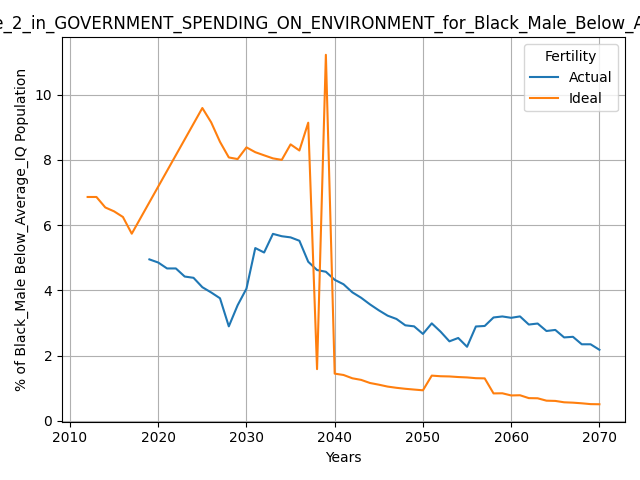 e_2_in_GOVERNMENT_SPENDING_ON_ENVIRONMENT_for_Black_Male_Below_A
Fertility
Actual
Ideal
% of Black_Male Below_Average_IQ Population
10
8
6
4
2
0
2010 2020 2030 2040 2050 2060 2070
Years